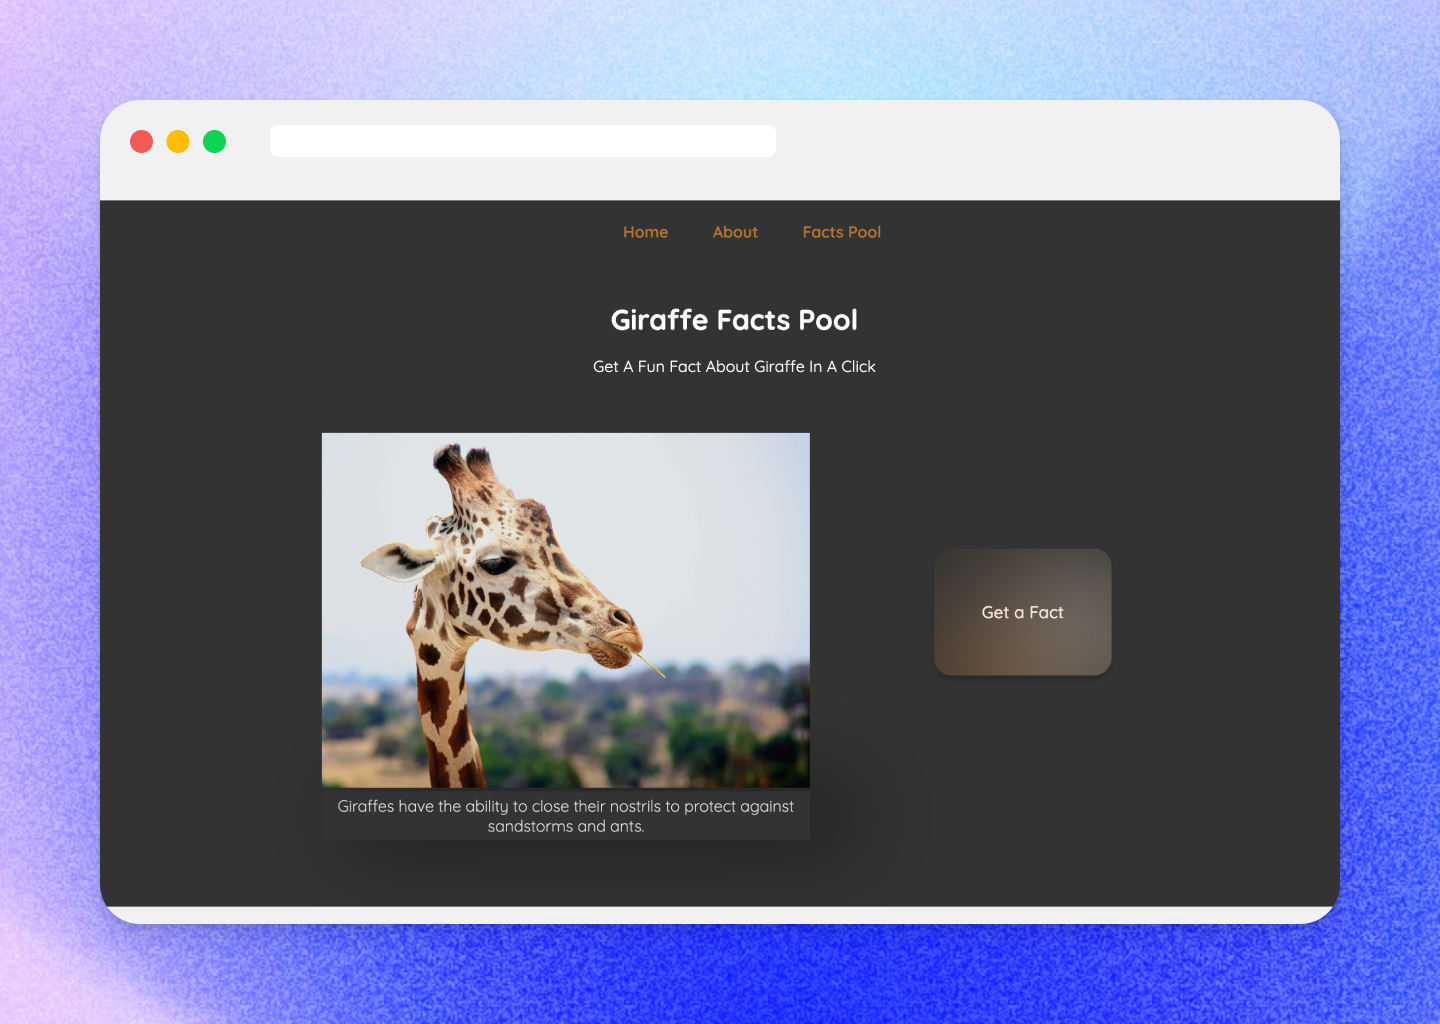 Home About Facts Pool
Giraffe Facts Pool
Get A Fun Fact About Giraffe In A Click
Get a Fact
Giraffes have the ability to close their nostrils to protect against
sandstorms and ants.